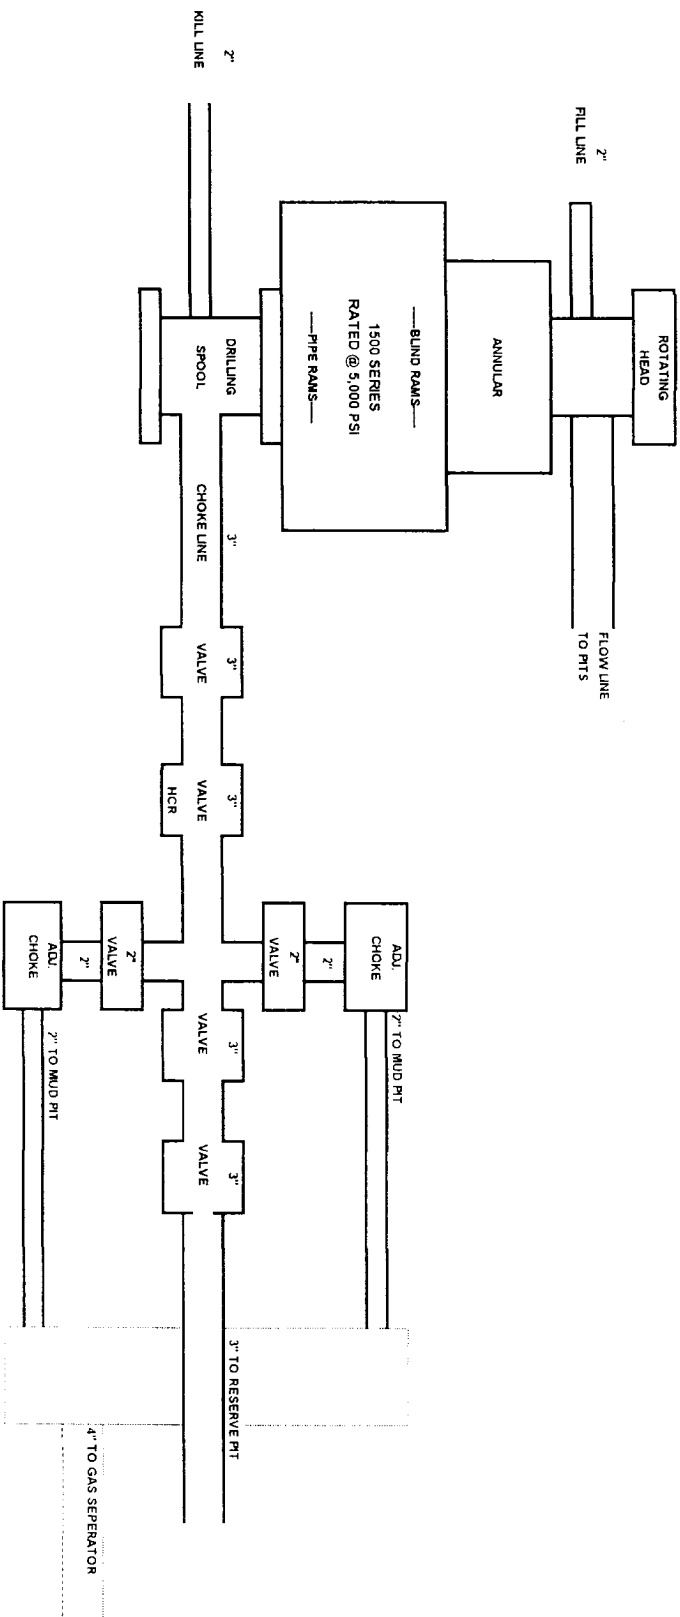 ROTATING
HEAD
2"
FILL LINE
FLOW LINE
TO PITS
ANNULAR
BLIND RAMS
1500 SERIES
RATED @ 5,000 PSI
PIPE RAMS
2"
KILL LINE
DRILLING
SPOOL
3"
CHOKE LINE
3"
VALVE
3"
VALVE
HCR
ADJ.
CHOKE
2"
2"
VALVE
2" TO MUD PIT
2"
VALVE
2"
ADJ.
CHOKE
2" TO MUD PIT
3"
VALVE
3"
VALVE
3" TO RESERVE PIT
4" TO GAS SEPERATOR